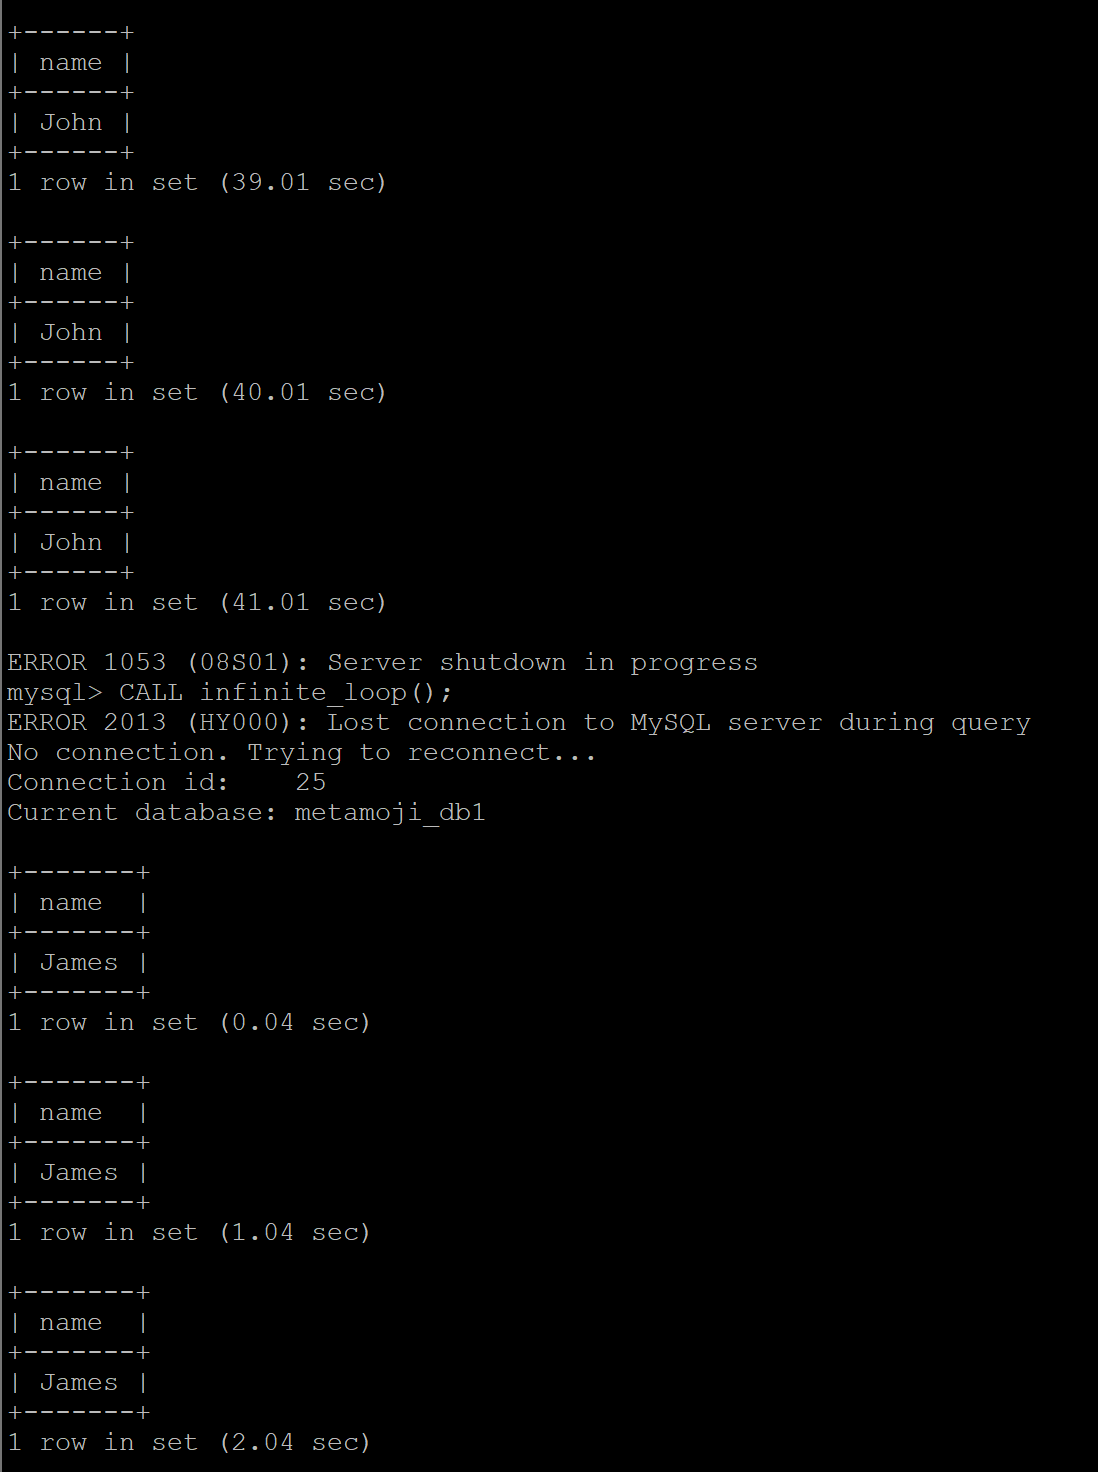 +------+
| name |
+------+
| John |
+------+
1 row in set (39.01 sec)

+------+
| name |
+------+
| John |
+------+
1 row in set (40.01 sec)

+------+
| name |
+------+
| John |
+------+
1 row in set (41.01 sec)

ERROR 1053 (08S01): Server shutdown in progress
mysql> CALL infinite_loop();
ERROR 2013 (HY000): Lost connection to MySQL server during query
No connection. Trying to reconnect...
Connection id:    25
Current database: metamoji_db1

+-------+
| name  |
+-------+
| James |
+-------+
1 row in set (0.04 sec)

+-------+
| name  |
+-------+
| James |
+-------+
1 row in set (1.04 sec)

+-------+
| name  |
+-------+
| James |
+-------+
1 row in set (2.04 sec)